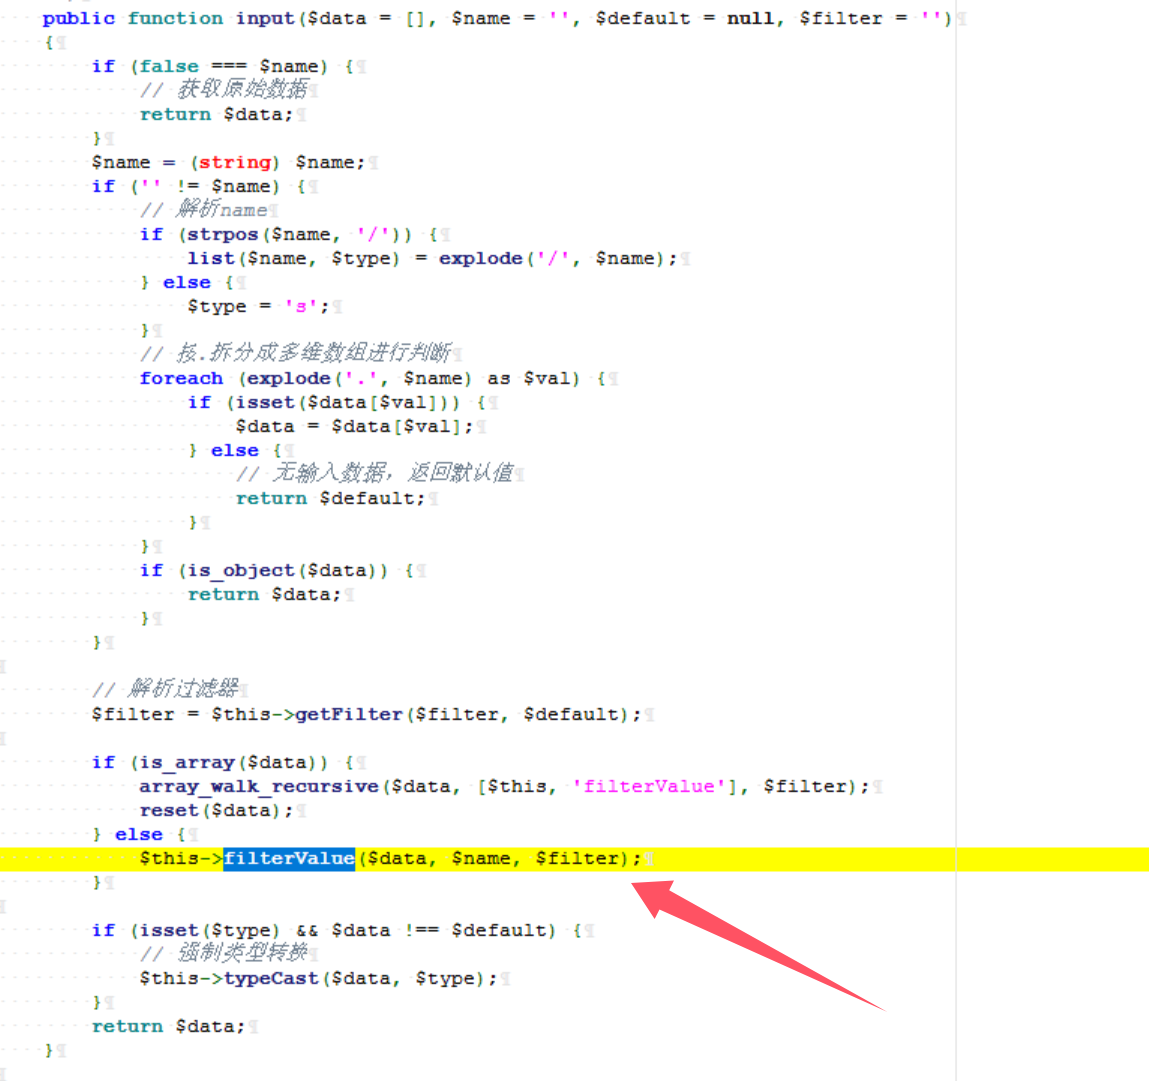 public function input($data = [], $name = '', $default = null, $filter = '')
{
if (false === $name) {
// 获取原始数据
return $data;
}
$name = (string) $name;
if ('' != $name) {
// 解析name
if (strpos($name, '/')) {
list($name, $type) = explode('/', $name);
} else {
$type = 's';
}
// 按.拆分成多维数组进行判断
foreach (explode('.', $name) as $val) {
if (isset($data[$val])) {
$data = $data[$val];
} else {
// 无输入数据，返回默认值
return $default;
}
}
if (is_object($data)) {
return $data;
}
}
// 解析过滤器
$filter = $this->getFilter($filter, $default);
if (is_array($data)) {
array_walk_recursive($data, [$this, 'filterValue'], $filter);
reset($data);
} else {
$this->filterValue($data, $name, $filter);
}
if (isset($type) && $data !== $default) {
// 强制类型转换
$this->typeCast($data, $type);
}
return $data;
}